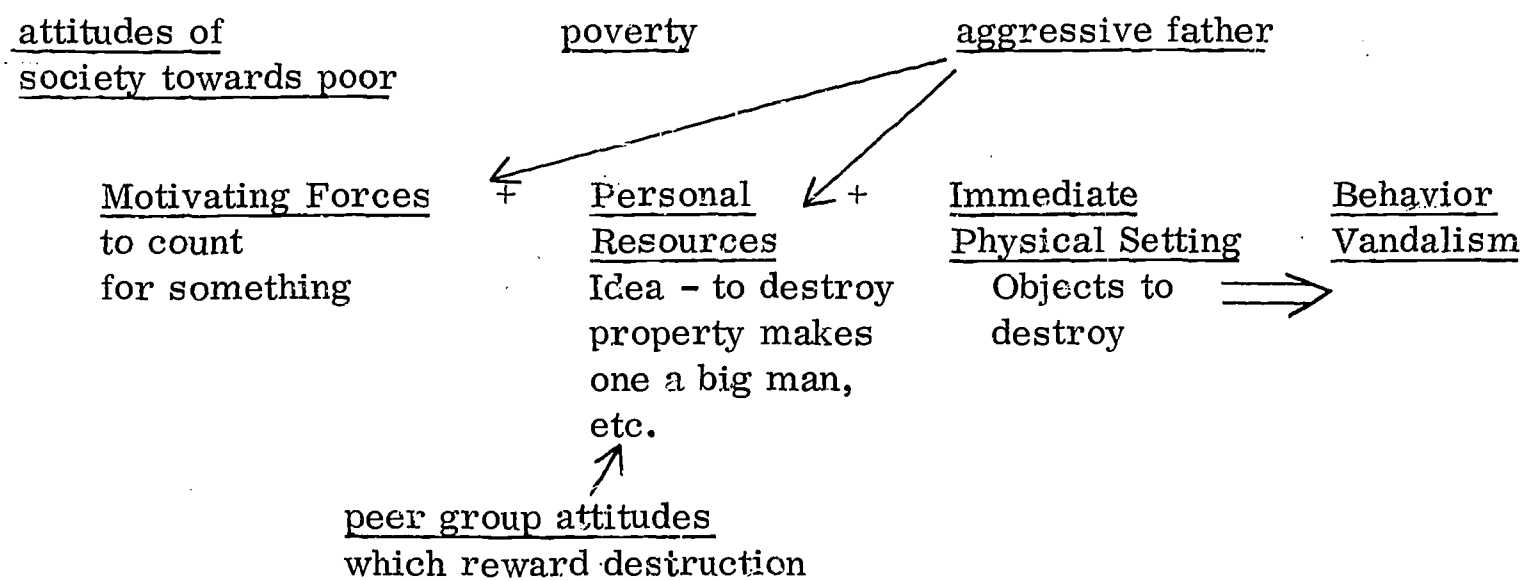 attitudes of
society towards poor
poverty
aggressive father
Motivating Forces
to count
for something
+
Personal
Resources
Idea - to destroy
property makes
one a big man,
etc.
+
Immediate
Physical Setting
Objects to
destroy
Behavior
Vandalism
peer group attitudes
which reward destruction